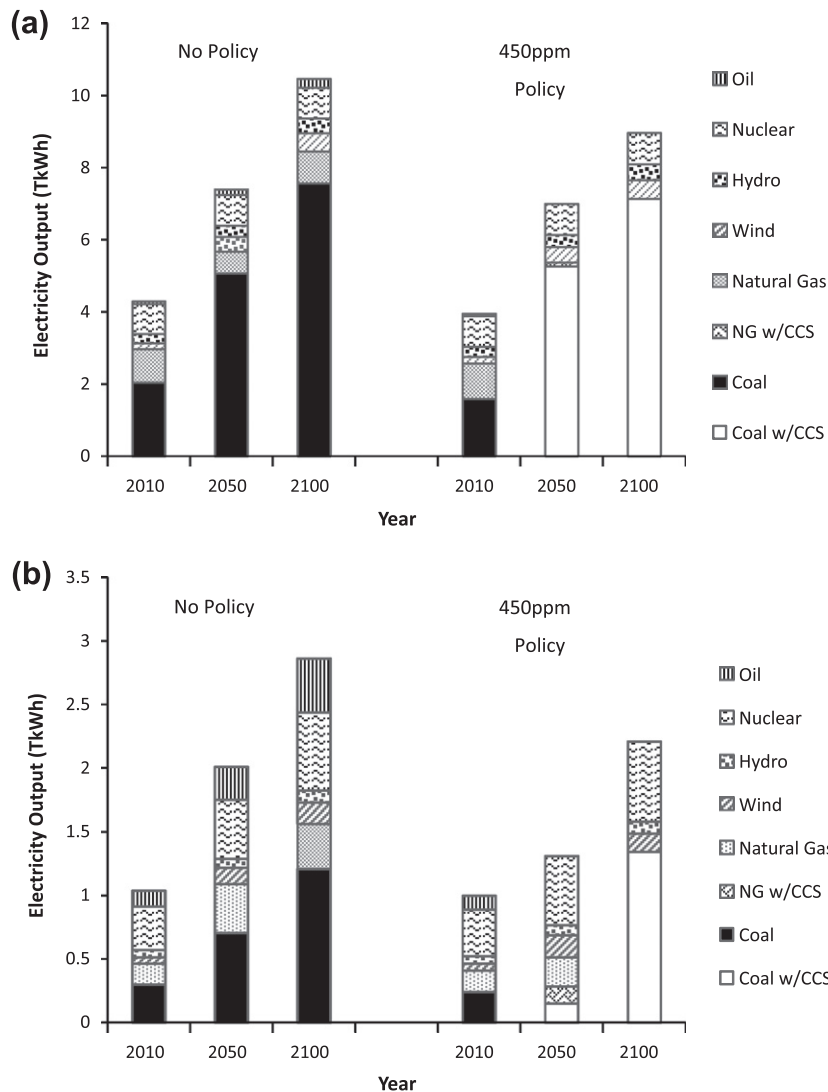 (a)
12
10
8
6
4
2
0
Electricity Output (TkWh)
No Policy
450ppm
Policy
2010 2050 2100 2010 2050 2100
Year
Oil
Nuclear
Hydro
Wind
Natural Gas
NG w/CCS
Coal
Coal w/CCS
(b)
3.5
3
2.5
2
1.5
1
0.5
0
Electricity Output (TkWh)
No Policy
450ppm
Policy
2010 2050 2100 2010 2050 2100
Year
Oil
Nuclear
Hydro
Wind
Natural Gas
NG w/CCS
Coal
Coal w/CCS